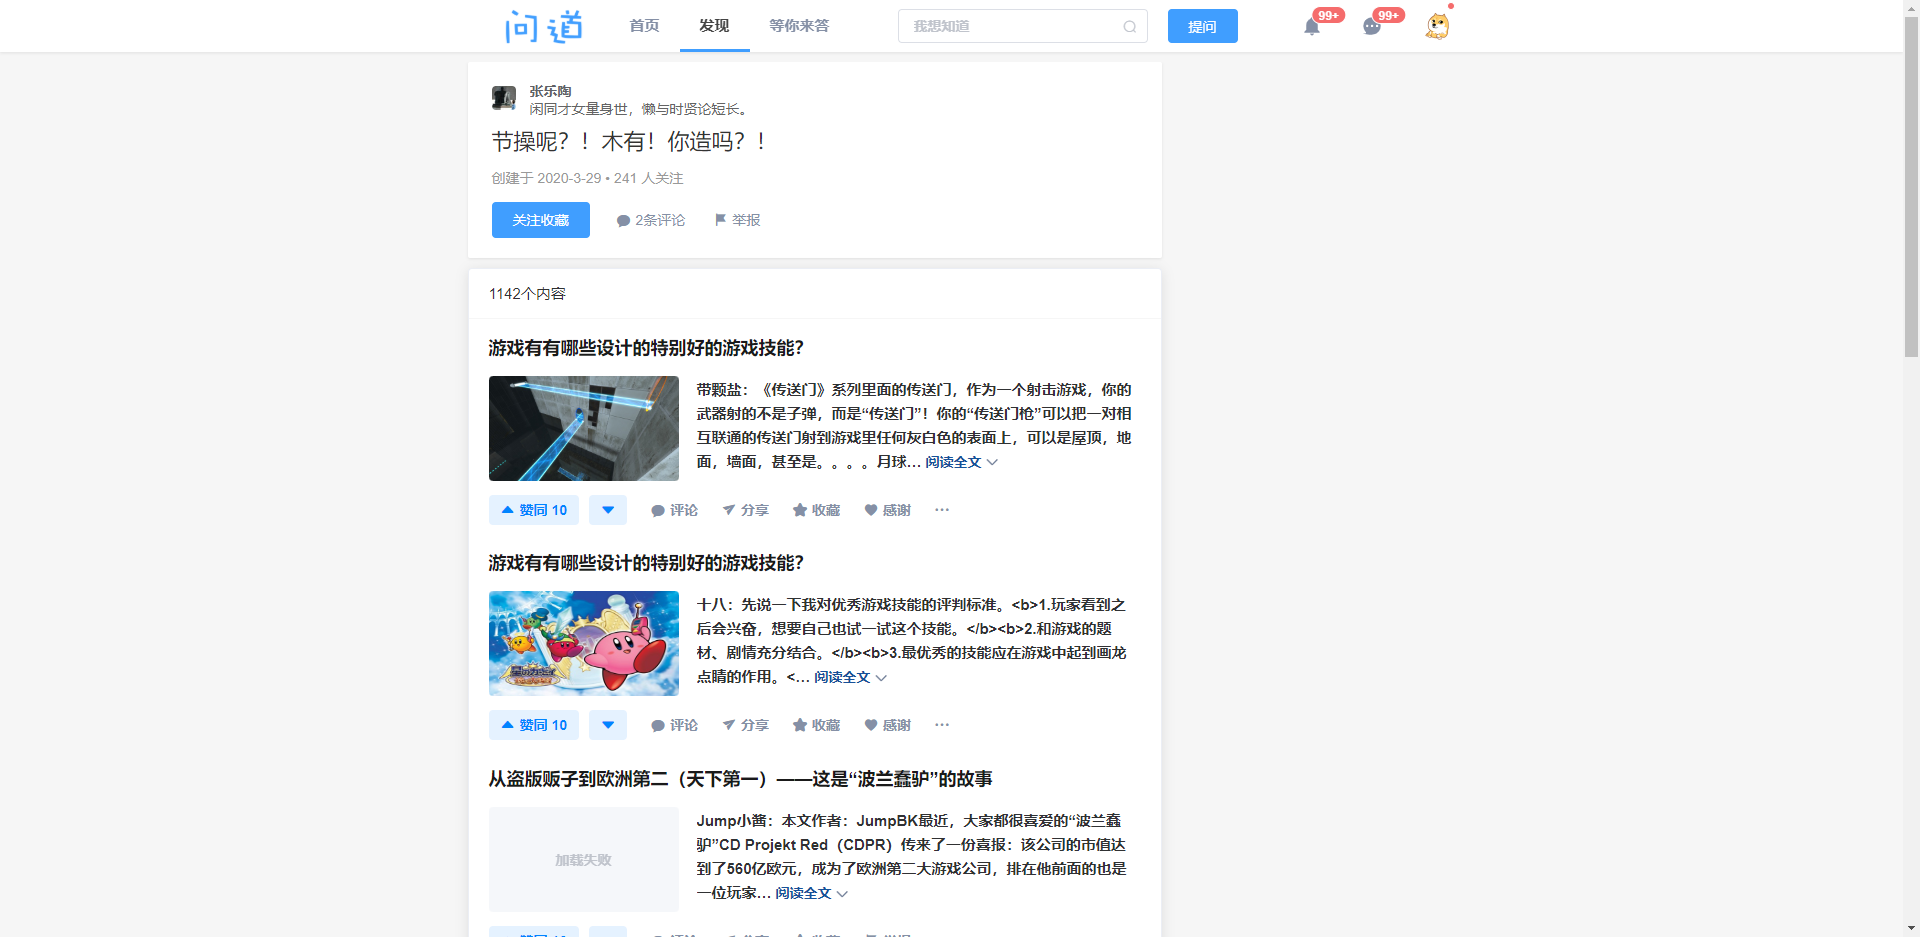 问道
首页
发现
等你来答
我想知道
提问
99+
99+
张乐陶
闲同才女量身世，懒与时贤论短长。
节操呢？！木有！你造吗？！
创建于 2020-3-29 • 241 人关注
关注收藏
2条评论
举报
1142个内容
游戏有有哪些设计的特别好的游戏技能？
带颗盐：《传送门》系列里面的传送门，作为一个射击游戏，你的
武器射的不是子弹，而是“传送门”！你的“传送门枪”可以把一对相
互联通的传送门射到游戏里任何灰白色的表面上，可以是屋顶，地
面，墙面，甚至是。。。。月球... 阅读全文
赞同 10
评论
分享
收藏
感谢
游戏有有哪些设计的特别好的游戏技能？
十八：先说一下我对优秀游戏技能的评判标准。<b>1.玩家看到之
后会兴奋，想要自己也试一试这个技能。</b><b>2.和游戏的题
材、剧情充分结合。</b><b>3.最优秀的技能应在游戏中起到画龙
点睛的作用。<... 阅读全文
赞同 10
评论
分享
收藏
感谢
从盗版贩子到欧洲第二（天下第一）——这是“波兰蠢驴”的故事
加载失败
Jump小酱：本文作者：JumpBK最近，大家都很喜爱的“波兰蠢
驴”CD Projekt Red（CDPR）传来了一份喜报：该公司的市值达
到了560亿欧元，成为了欧洲第二大游戏公司，排在他前面的也是
一位玩家... 阅读全文